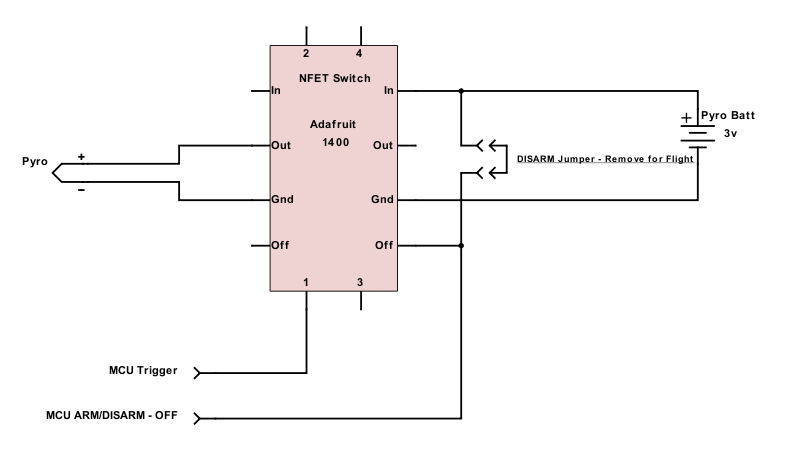 2 4
NFET Switch
In In
Adafruit
1400
Out Out
Pyro + −
Gnd Gnd
Off Off
1 3
+ Pyro Batt
3v
DISARM Jumper - Remove for Flight
MCU Trigger
MCU ARM/DISARM - OFF